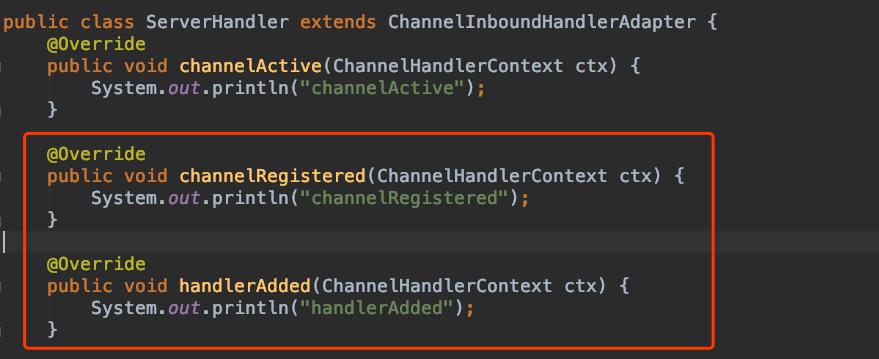 public class ServerHandler extends ChannelInboundHandlerAdapter {
    @Override
    public void channelActive(ChannelHandlerContext ctx) {
        System.out.println("channelActive");
    }

    @Override
    public void channelRegistered(ChannelHandlerContext ctx) {
        System.out.println("channelRegistered");
    }

    @Override
    public void handlerAdded(ChannelHandlerContext ctx) {
        System.out.println("handlerAdded");
    }